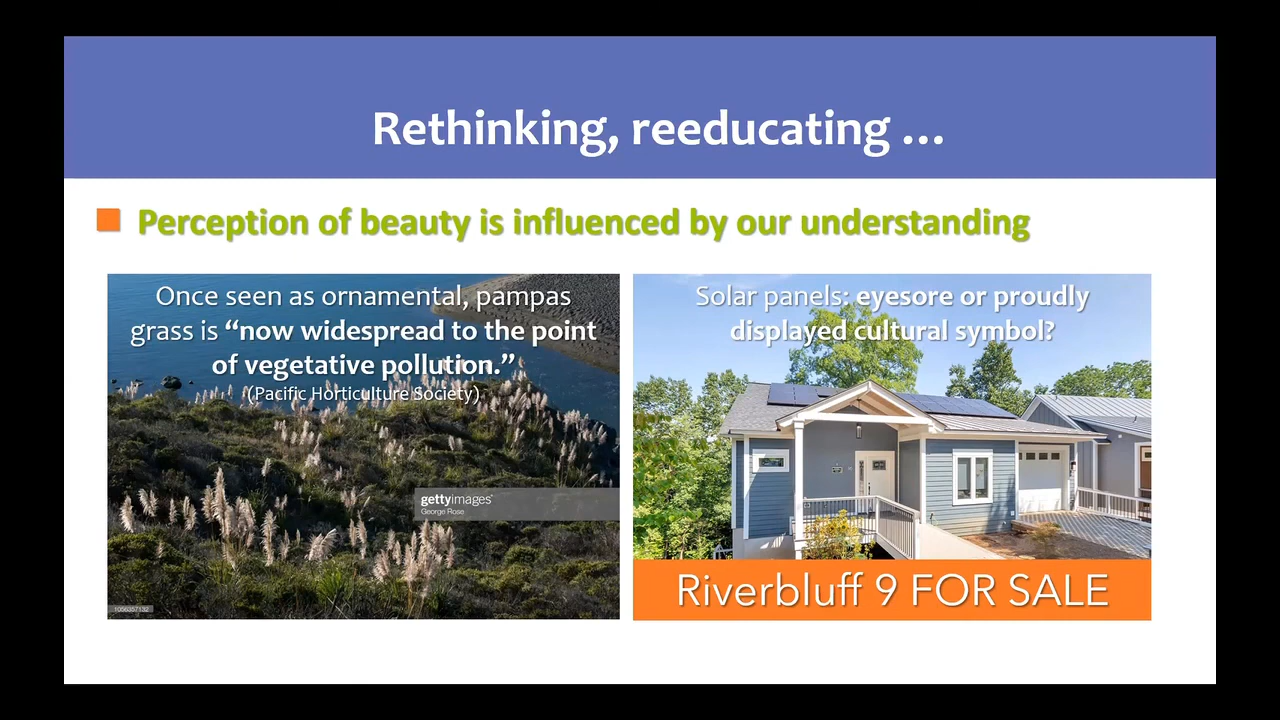 Rethinking, reeducating ...
Perception of beauty is influenced by our understanding
Once seen as ornamental, pampas
grass is “now widespread to the point
of vegetative pollution.”
(Pacific Horticulture Society)
gettyimages
George Rose
1056357132
Solar panels: eyesore or proudly
displayed cultural symbol?
Riverbluff 9 FOR SALE